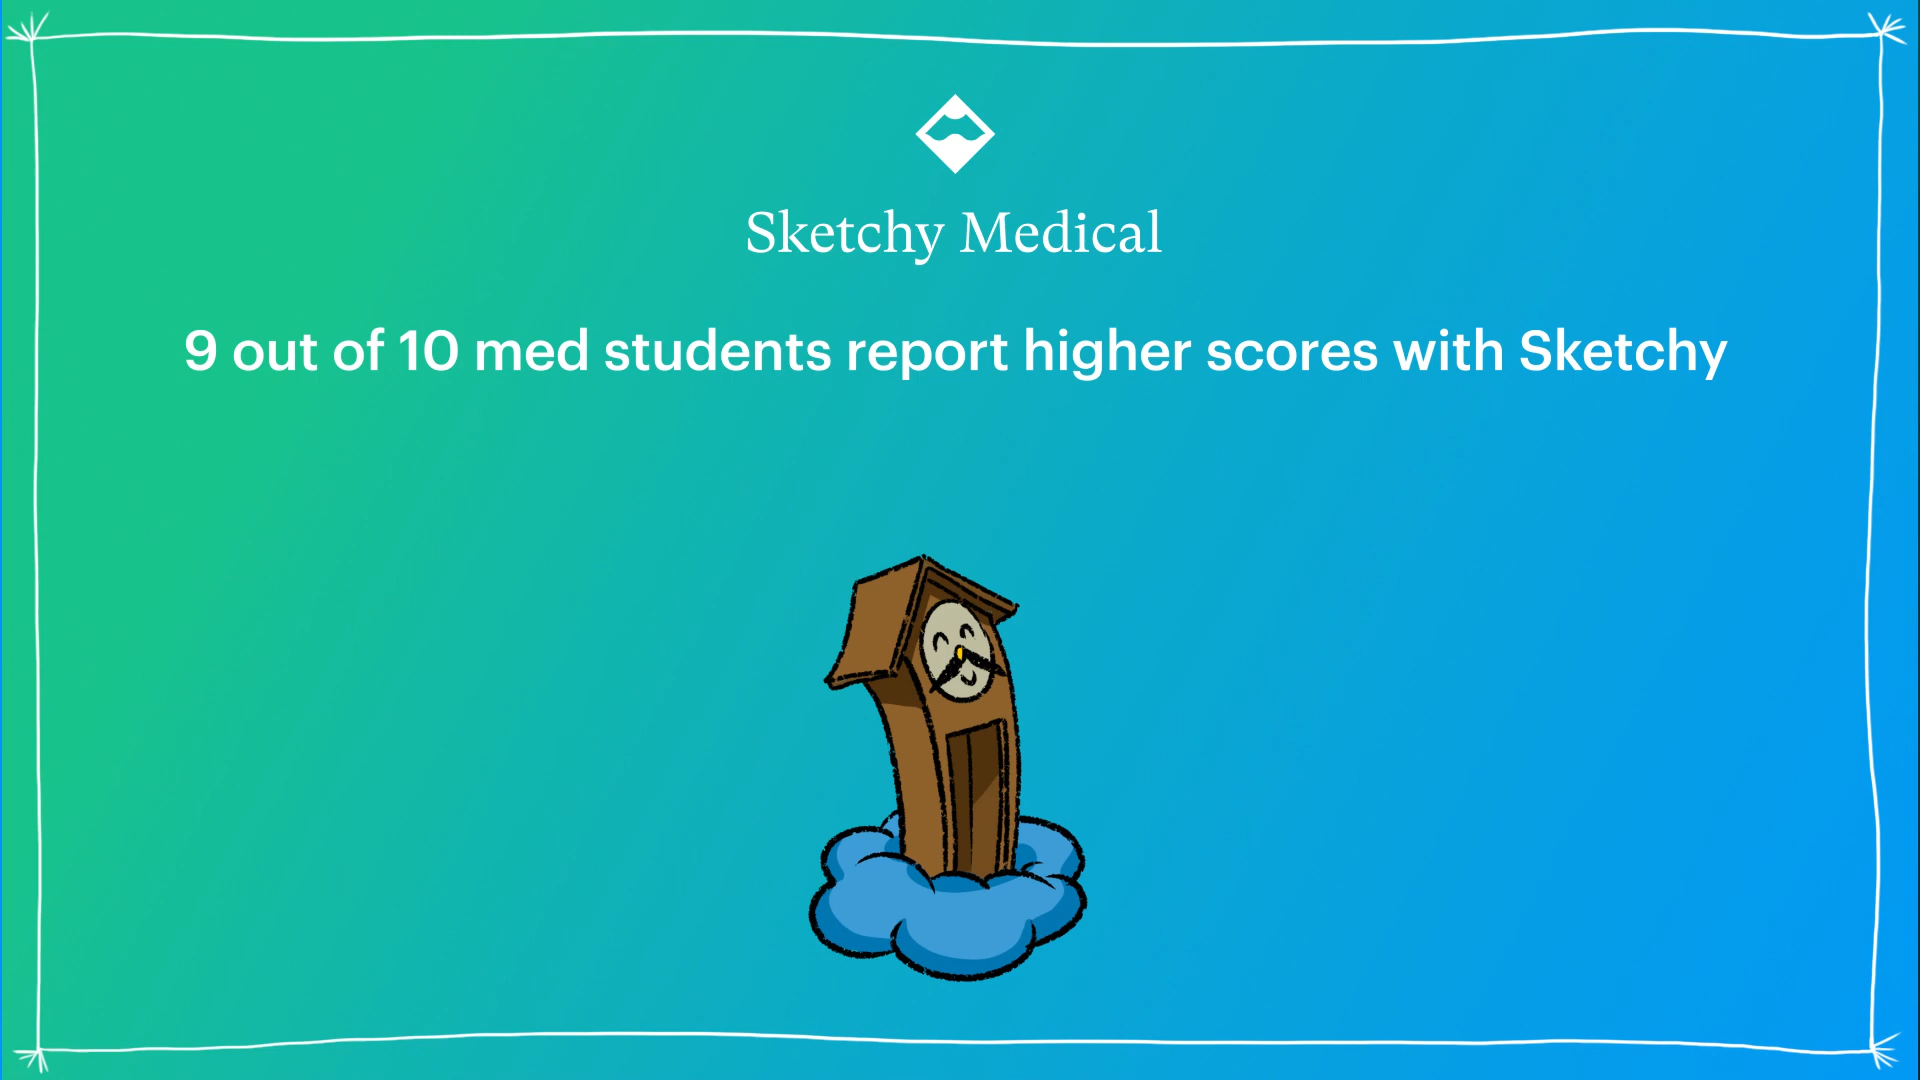 Sketchy Medical
9 out of 10 med students report higher scores with Sketchy